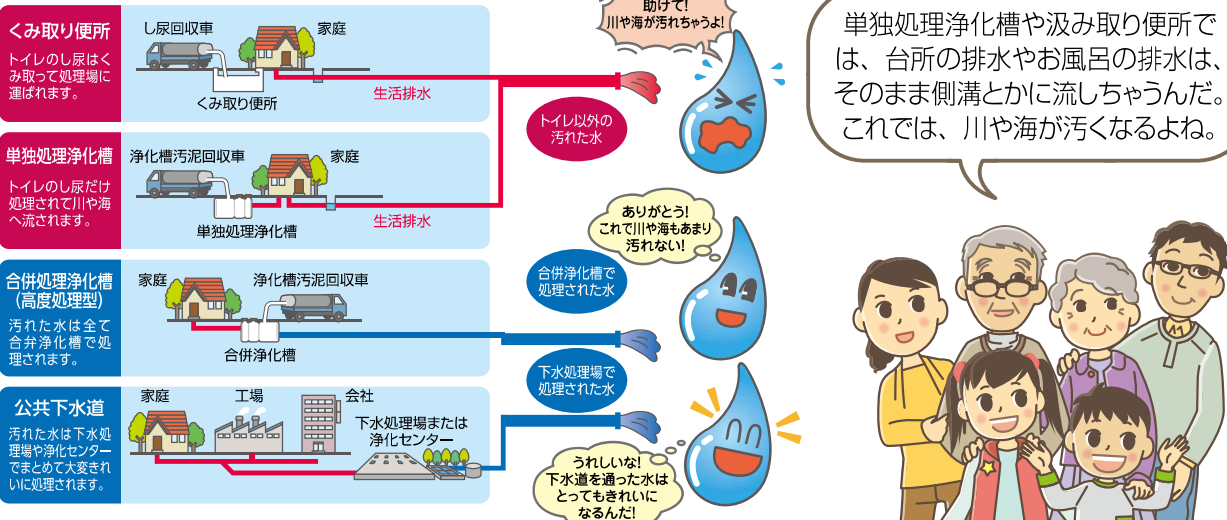 くみ取り便所
トイレのし尿はく
み取って処理場に
運ばれます。
し尿回収車
家庭
くみ取り便所
生活排水
単独処理浄化槽
トイレのし尿だけ
処理されて川や海
へ流されます。
浄化槽汚泥回収車
家庭
単独処理浄化槽
生活排水
トイレ以外の
汚れた水
助けて!
川や海が汚れちゃうよ!
合併処理浄化槽
(高度処理型)
汚れた水は全て
合弁浄化槽で処
理されます。
家庭
浄化槽汚泥回収車
合併浄化槽
合併浄化槽で
処理された水
ありがとう!
これで川や海もあまり
汚れない!
公共下水道
汚れた水は下水処
理場や浄化センター
でまとめて大変きれ
いに処理されます。
家庭
工場
会社
下水処理場または
浄化センター
下水処理場で
処理された水
うれしいな!
下水道を通った水は
とってもきれいに
なるんだ!
単独処理浄化槽や汲み取り便所で
は、台所の排水やお風呂の排水は、
そのまま側溝とかに流しちゃうんだ。
これでは、川や海が汚くなるよね。